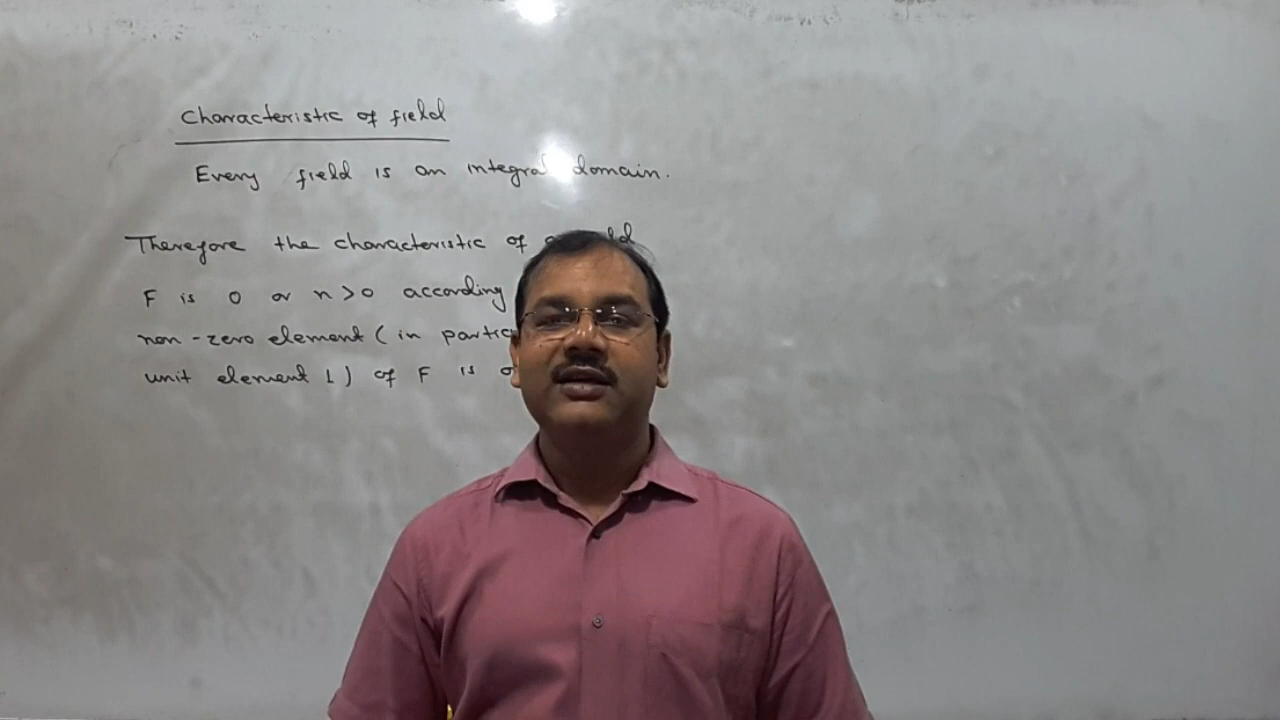 Characteristic of field
Every field is an integral domain.
Therefore the characteristic of
F is 0 or n>0 according
non-zero element (in
unit element 1) of F is